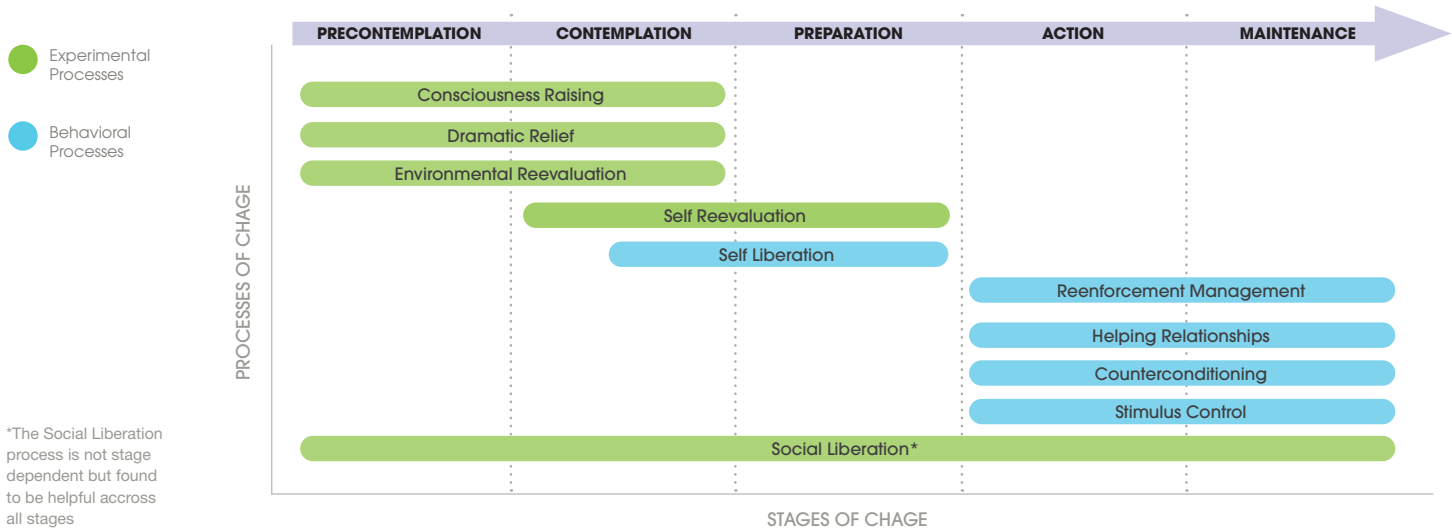 PRECONTEMPLATION
CONTEMPLATION
PREPARATION
ACTION
MAINTENANCE
Experimental
Processes
Behavioral
Processes
Consciousness Raising
Dramatic Relief
Environmental Reevaluation
Self Reevaluation
Self Liberation
Reenforcement Management
Helping Relationships
Counterconditioning
Stimulus Control
Social Liberation*
PROCESSES OF CHAGE
STAGES OF CHAGE
*The Social Liberation
process is not stage
dependent but found
to be helpful accross
all stages